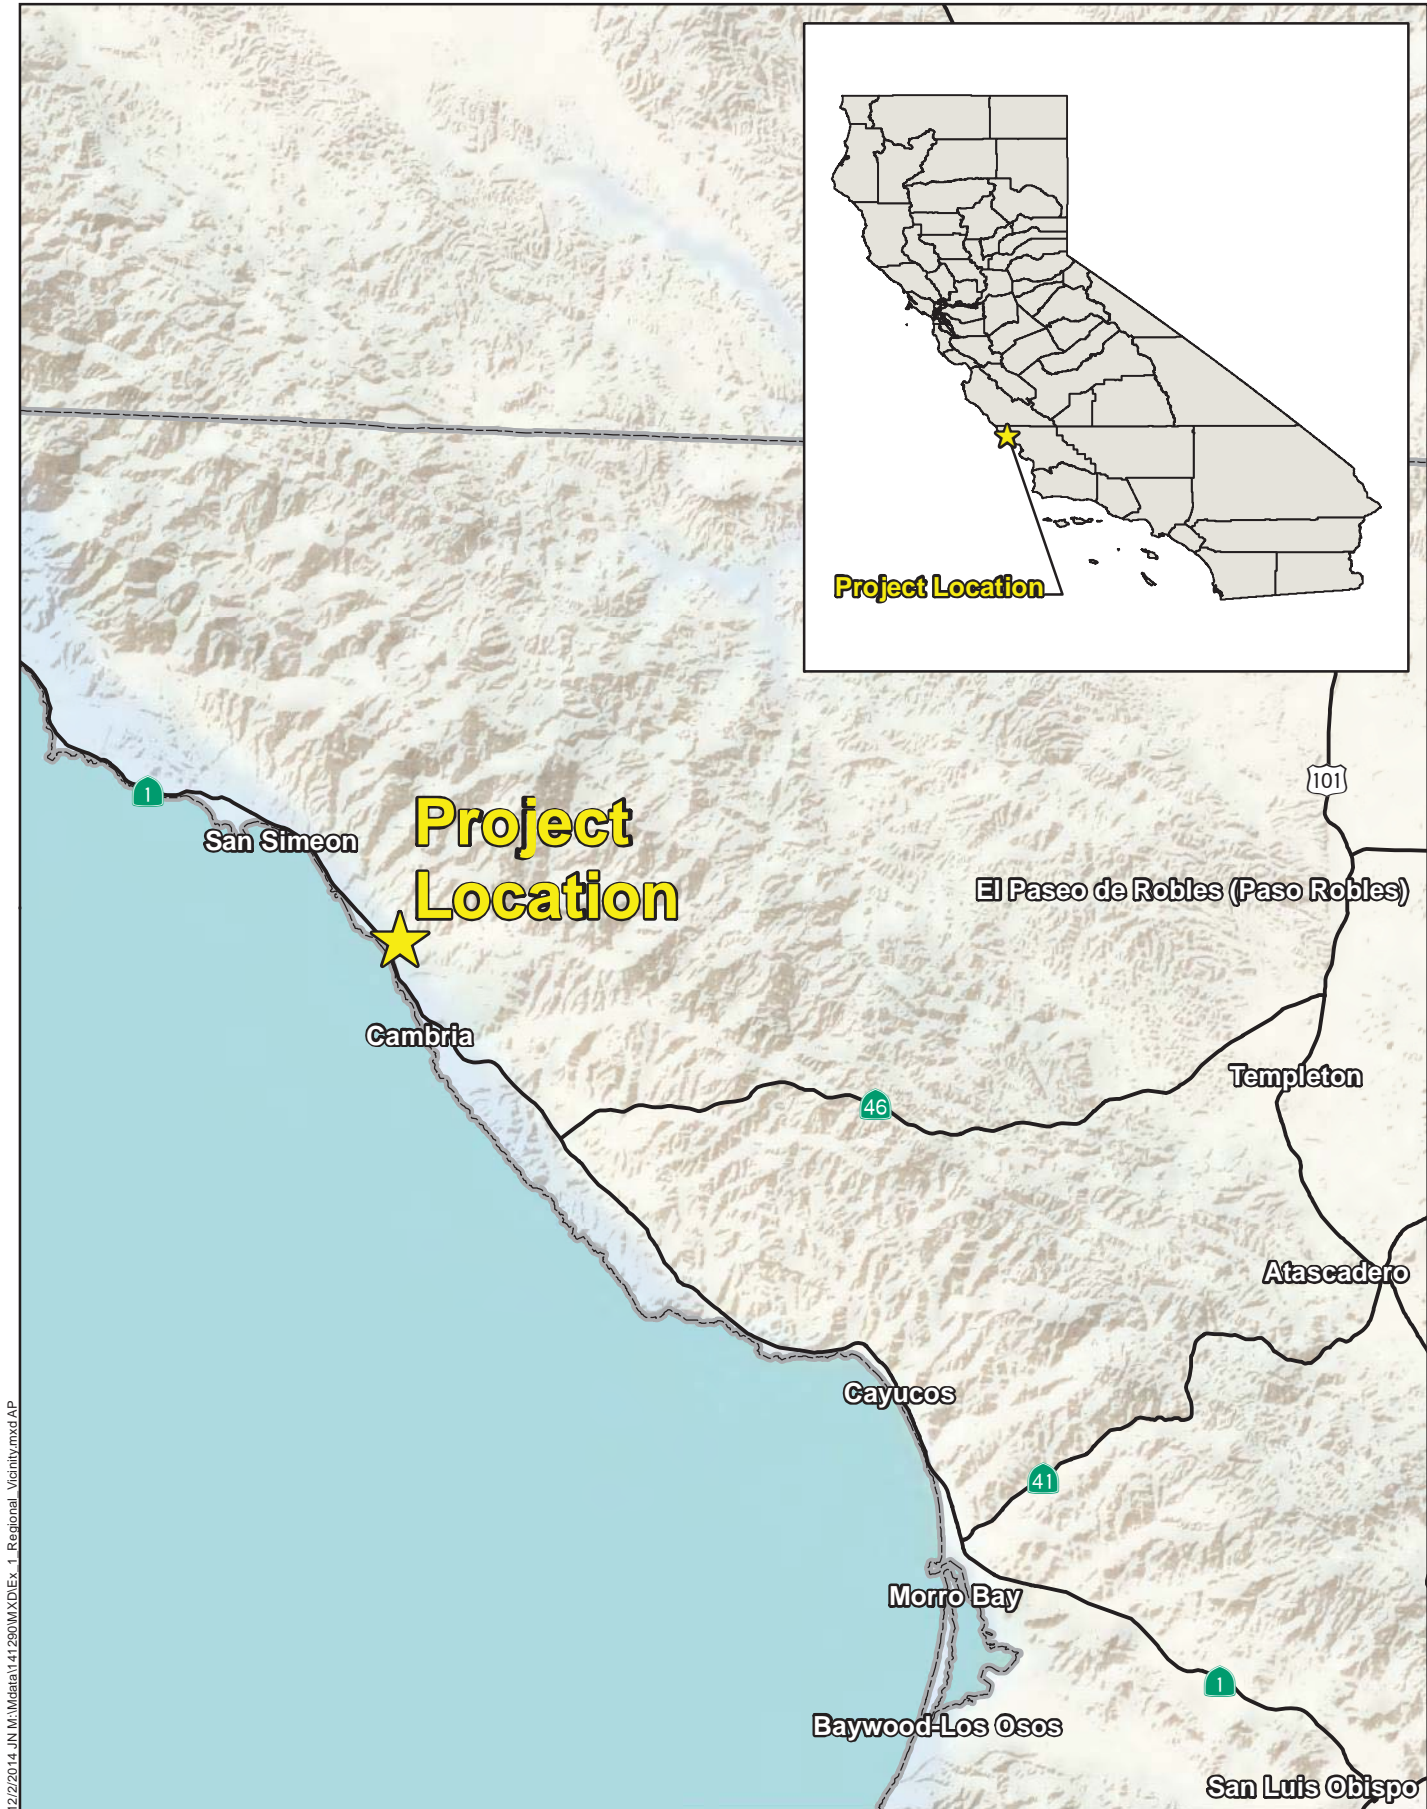 Project Location
1
San Simeon
Project
Location
101
El Paseo de Robles (Paso Robles)
Cambria
46
Templeton
Atascadero
Cayucos
41
Morro Bay
1
Baywood-Los Osos
San Luis Obispo
12/2/2014 JN M:\Mdata\141290\MXD\Ex_1_Regional_Vicinity.mxd AP